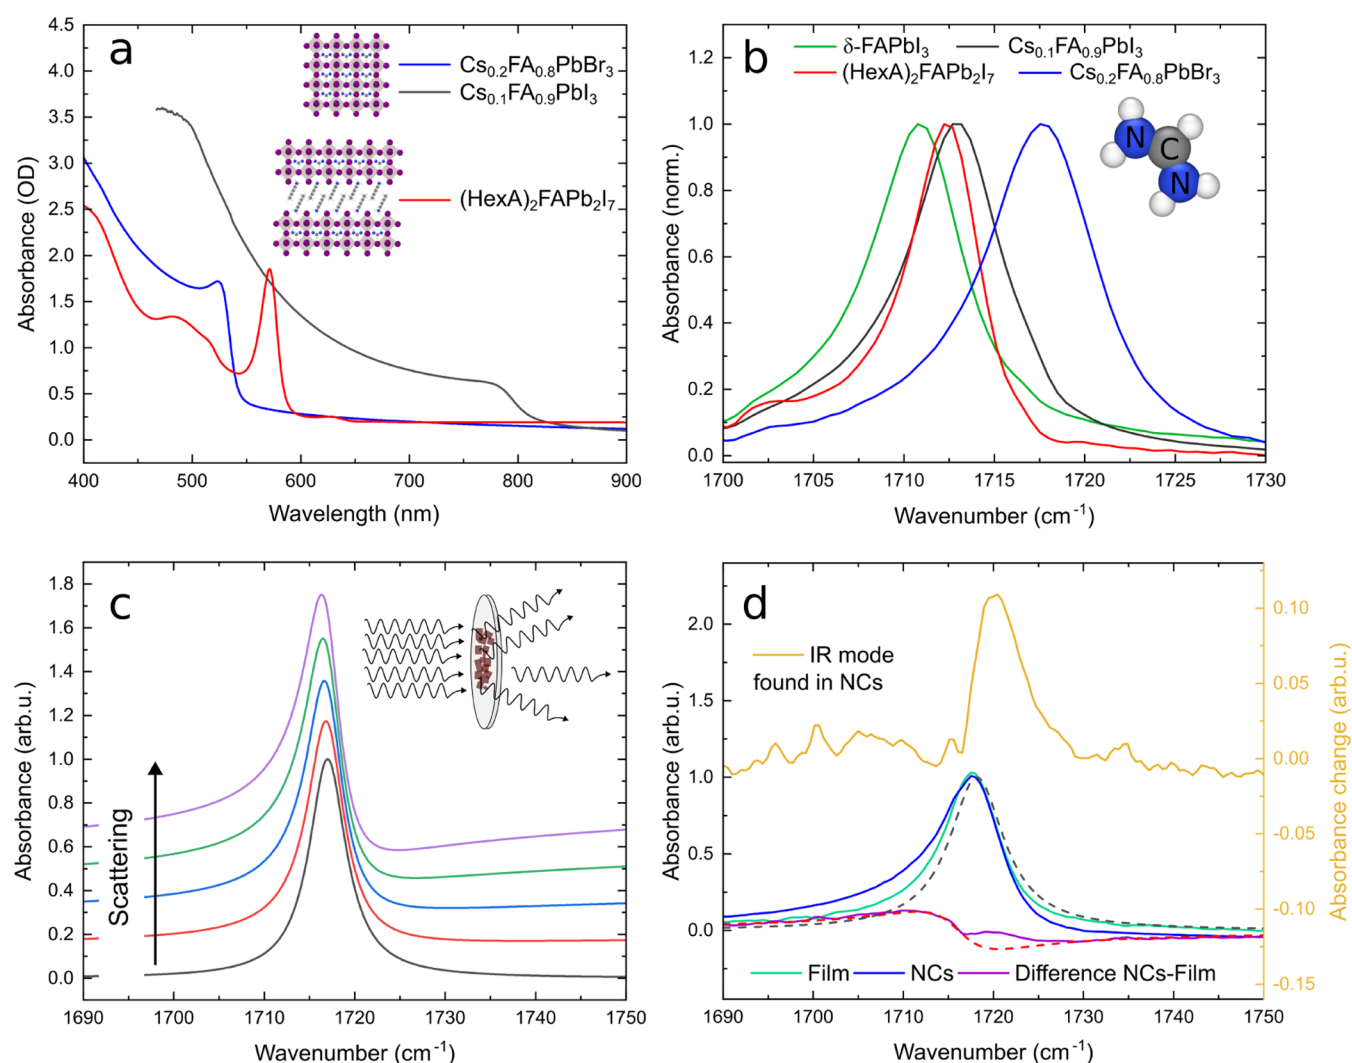 a
Cs0.2FA0.8PbBr3
Cs0.1FA0.9PbI3
(HexA)2FAPb2I7
Absorbance (OD)
4.5
4.0
3.5
3.0
2.5
2.0
1.5
1.0
0.5
0.0
400 500 600 700 800 900
Wavelength (nm)
b
δ-FAPbI3 Cs0.1FA0.9PbI3
(HexA)2FAPb2I7 Cs0.2FA0.8PbBr3
N C
N
Absorbance (norm.)
1.2
1.0
0.8
0.6
0.4
0.2
0.0
1700 1705 1710 1715 1720 1725 1730
Wavenumber (cm-1)
c
Scattering
Absorbance (arb.u.)
1.8
1.6
1.4
1.2
1.0
0.8
0.6
0.4
0.2
0.0
1690 1700 1710 1720 1730 1740 1750
Wavenumber (cm-1)
d
IR mode
found in NCs
Film NCs Difference NCs-Film
Absorbance (arb.u.)
2.0
1.5
1.0
0.5
0.0
Absorbance change (arb.u.)
0.10
0.05
0.00
-0.05
-0.10
-0.15
1690 1700 1710 1720 1730 1740 1750
Wavenumber (cm-1)